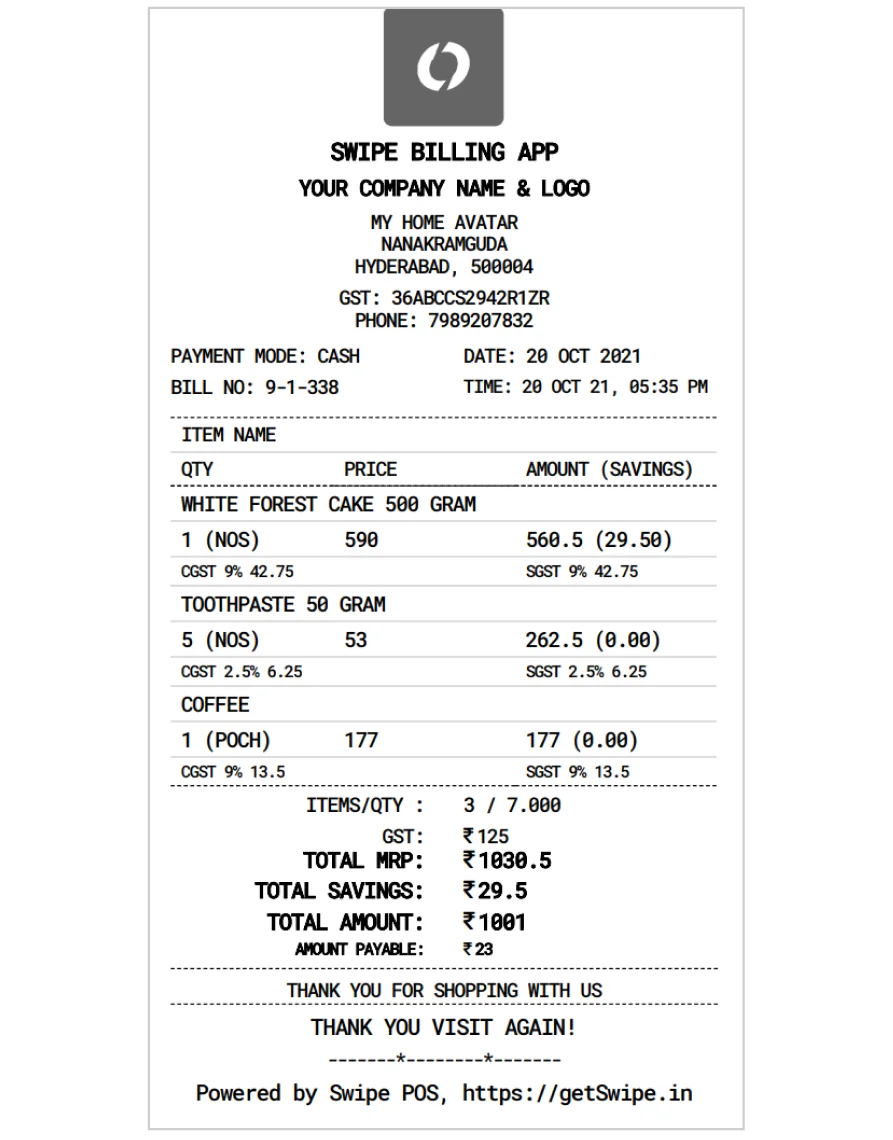 SWIPE BILLING APP
YOUR COMPANY NAME & LOGO
MY HOME AVATAR
NANAKRAMGUDA
HYDERABAD, 500004
GST: 36ABCCS2942R1ZR
PHONE: 7989207832
PAYMENT MODE: CASH DATE: 20 OCT 2021
BILL NO: 9-1-338 TIME: 20 OCT 21, 05:35 PM
ITEM NAME
QTY PRICE AMOUNT (SAVINGS)
WHITE FOREST CAKE 500 GRAM
1 (NOS) 590 560.5 (29.50)
CGST 9% 42.75 SGST 9% 42.75
TOOTHPASTE 50 GRAM
5 (NOS) 53 262.5 (0.00)
CGST 2.5% 6.25 SGST 2.5% 6.25
COFFEE
1 (POCH) 177 177 (0.00)
CGST 9% 13.5 SGST 9% 13.5
ITEMS/QTY : 3 / 7.000
GST: ₹125
TOTAL MRP: ₹1030.5
TOTAL SAVINGS: ₹29.5
TOTAL AMOUNT: ₹1001
AMOUNT PAYABLE: ₹23
THANK YOU FOR SHOPPING WITH US
THANK YOU VISIT AGAIN!
-------*--------*-------
Powered by Swipe POS, https://getSwipe.in